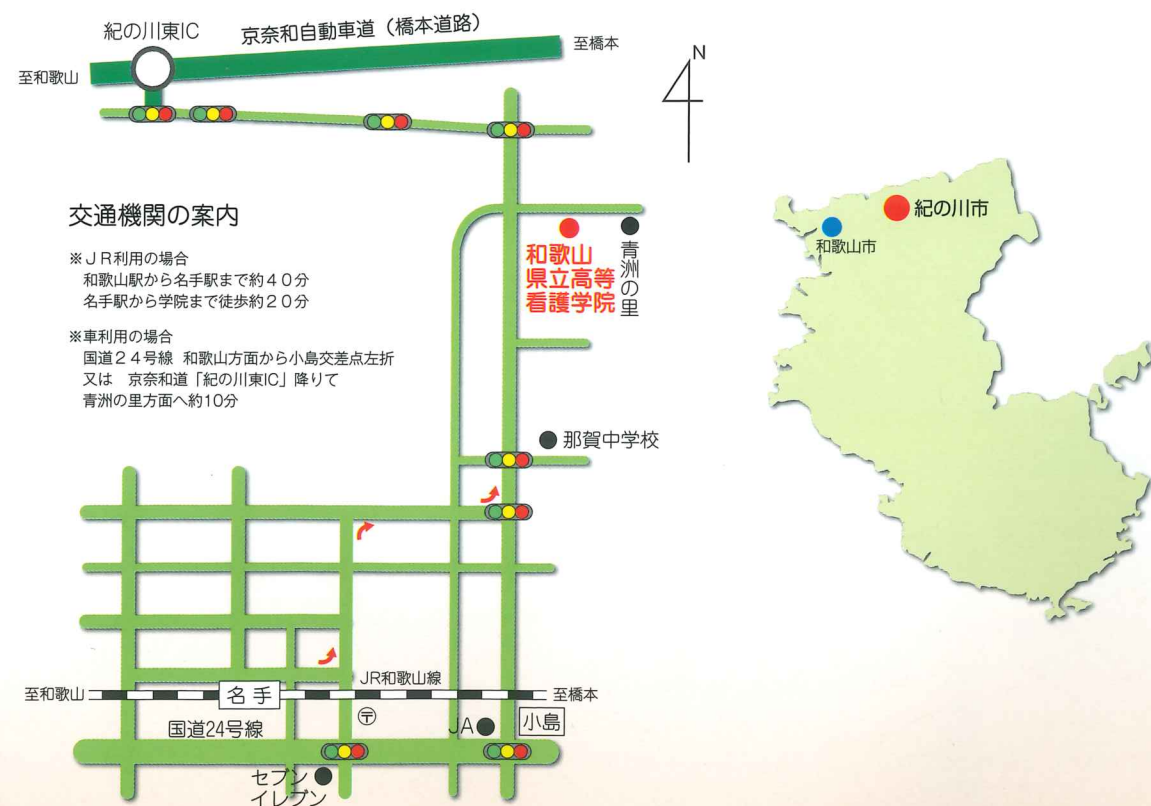 紀の川東IC
京奈和自動車道（橋本道路）
至和歌山
至橋本
N
交通機関の案内
※ＪＲ利用の場合
和歌山駅から名手駅まで約４０分
名手駅から学院まで徒歩約２０分
※車利用の場合
国道２４号線 和歌山方面から小島交差点左折
又は 京奈和道「紀の川東IC」降りて
青洲の里方面へ約10分
和歌山
県立高等
看護学院
青洲の里
那賀中学校
紀の川市
和歌山市
JR和歌山線
至和歌山
名手
至橋本
〒
国道24号線
JA
小島
セブン
イレブン